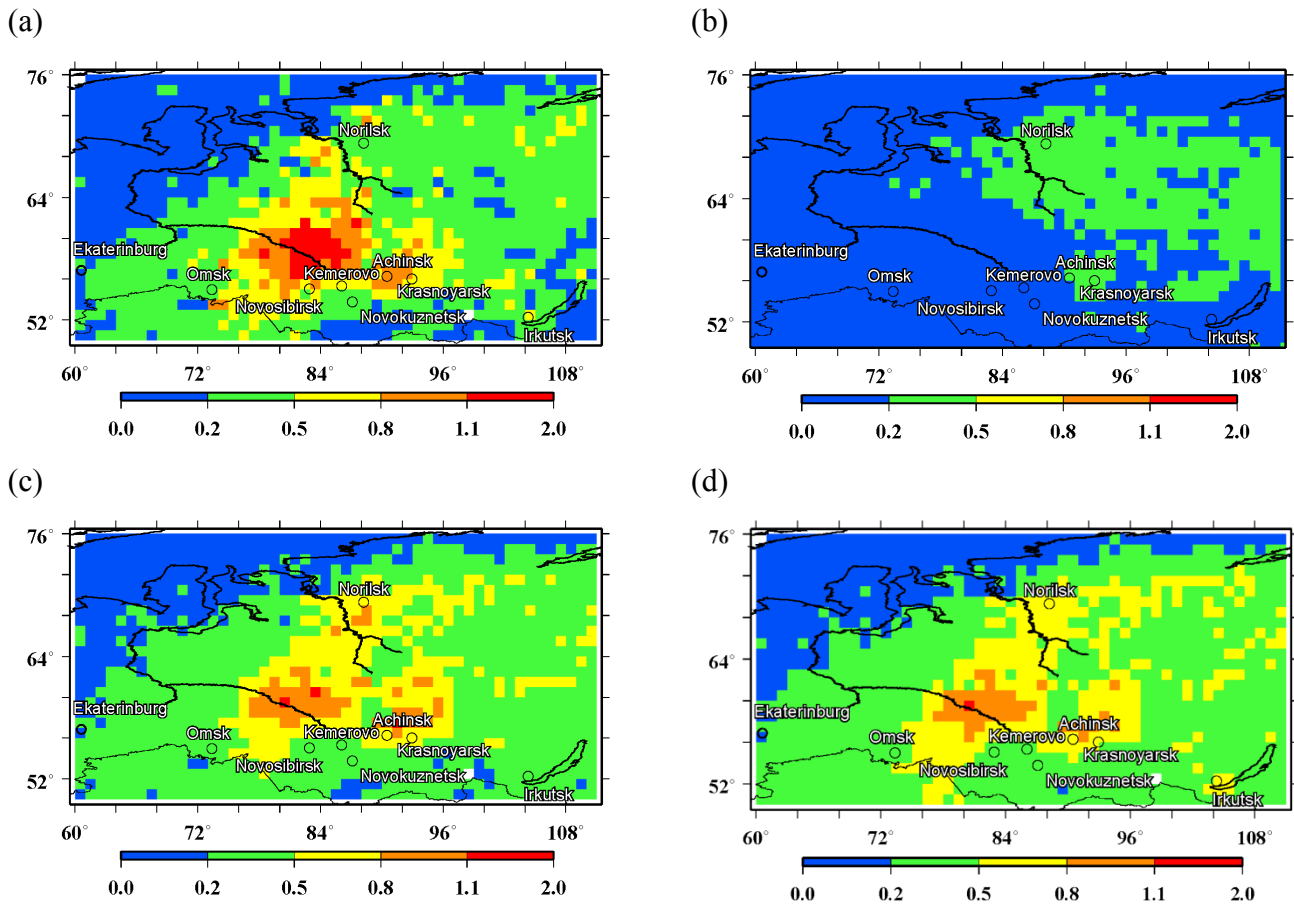 (a) (b)
76° 76°
Norilsk Norilsk
64° 64°
Ekaterinburg Ekaterinburg
Omsk Kemerovo Achinsk Omsk Kemerovo Achinsk
Novosibirsk Krasnoyarsk Novosibirsk Krasnoyarsk
52° Novokuznetsk Irkutsk 52° Novokuznetsk Irkutsk
60° 72° 84° 96° 108° 60° 72° 84° 96° 108°
0.0 0.2 0.5 0.8 1.1 2.0 0.0 0.2 0.5 0.8 1.1 2.0
(c) (d)
76° 76°
Norilsk Norilsk
64° 64°
Ekaterinburg Ekaterinburg
Omsk Kemerovo Achinsk Omsk Kemerovo Achinsk
Novosibirsk Krasnoyarsk Novosibirsk Krasnoyarsk
52° Novokuznetsk Irkutsk 52° Novokuznetsk Irkutsk
60° 72° 84° 96° 108° 60° 72° 84° 96° 108°
0.0 0.2 0.5 0.8 1.1 2.0 0.0 0.2 0.5 0.8 1.1 2.0